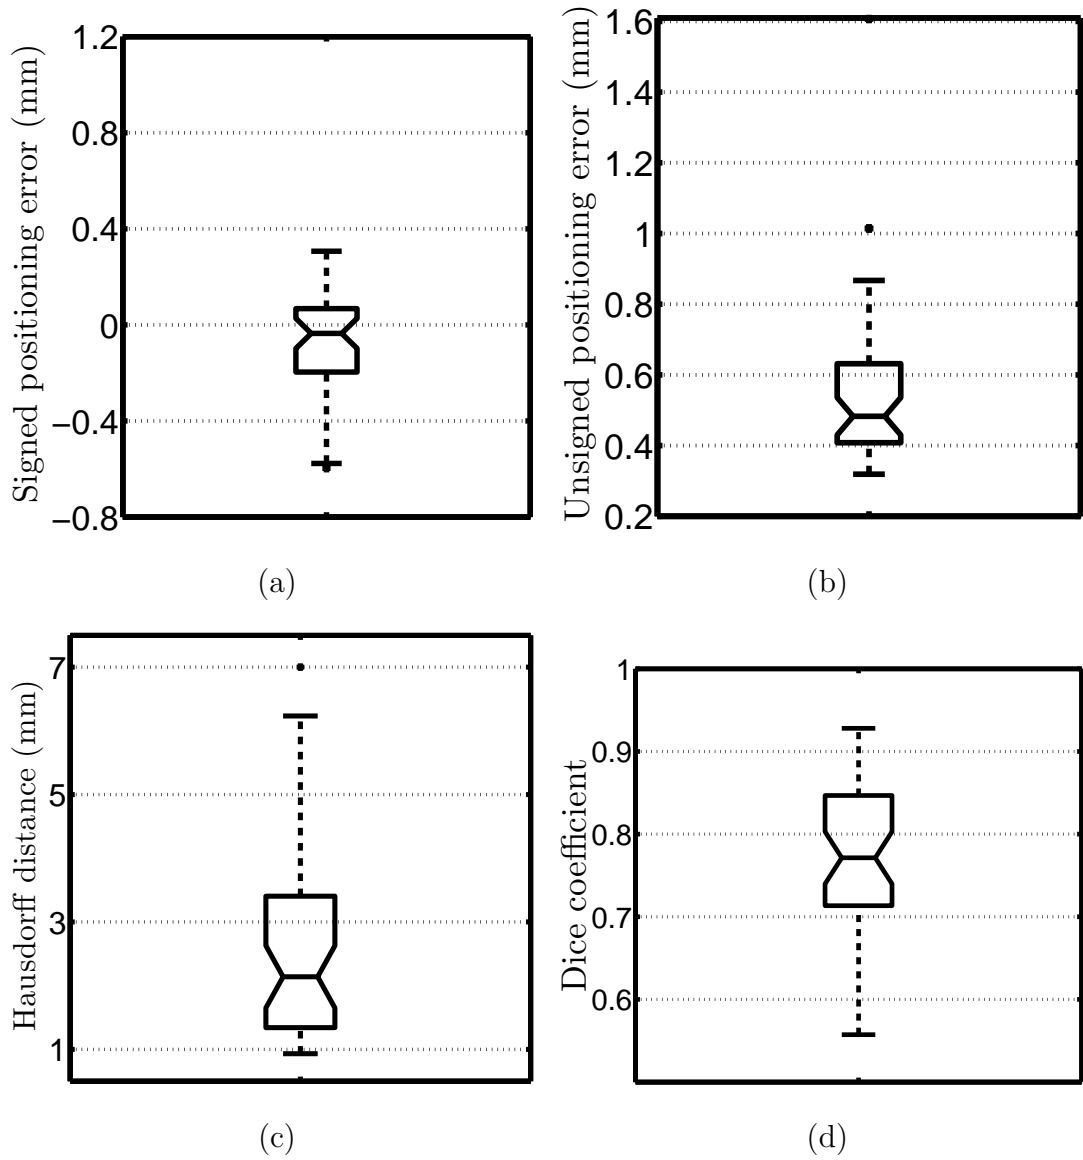 Signed positioning error (mm)
1.2
0.8
0.4
0
−0.4
−0.8
(a)
Unsigned positioning error (mm)
1.6
1.4
1.2
1
0.8
0.6
0.4
0.2
(b)
Hausdorff distance (mm)
7
5
3
1
(c)
Dice coefficient
1
0.9
0.8
0.7
0.6
(d)